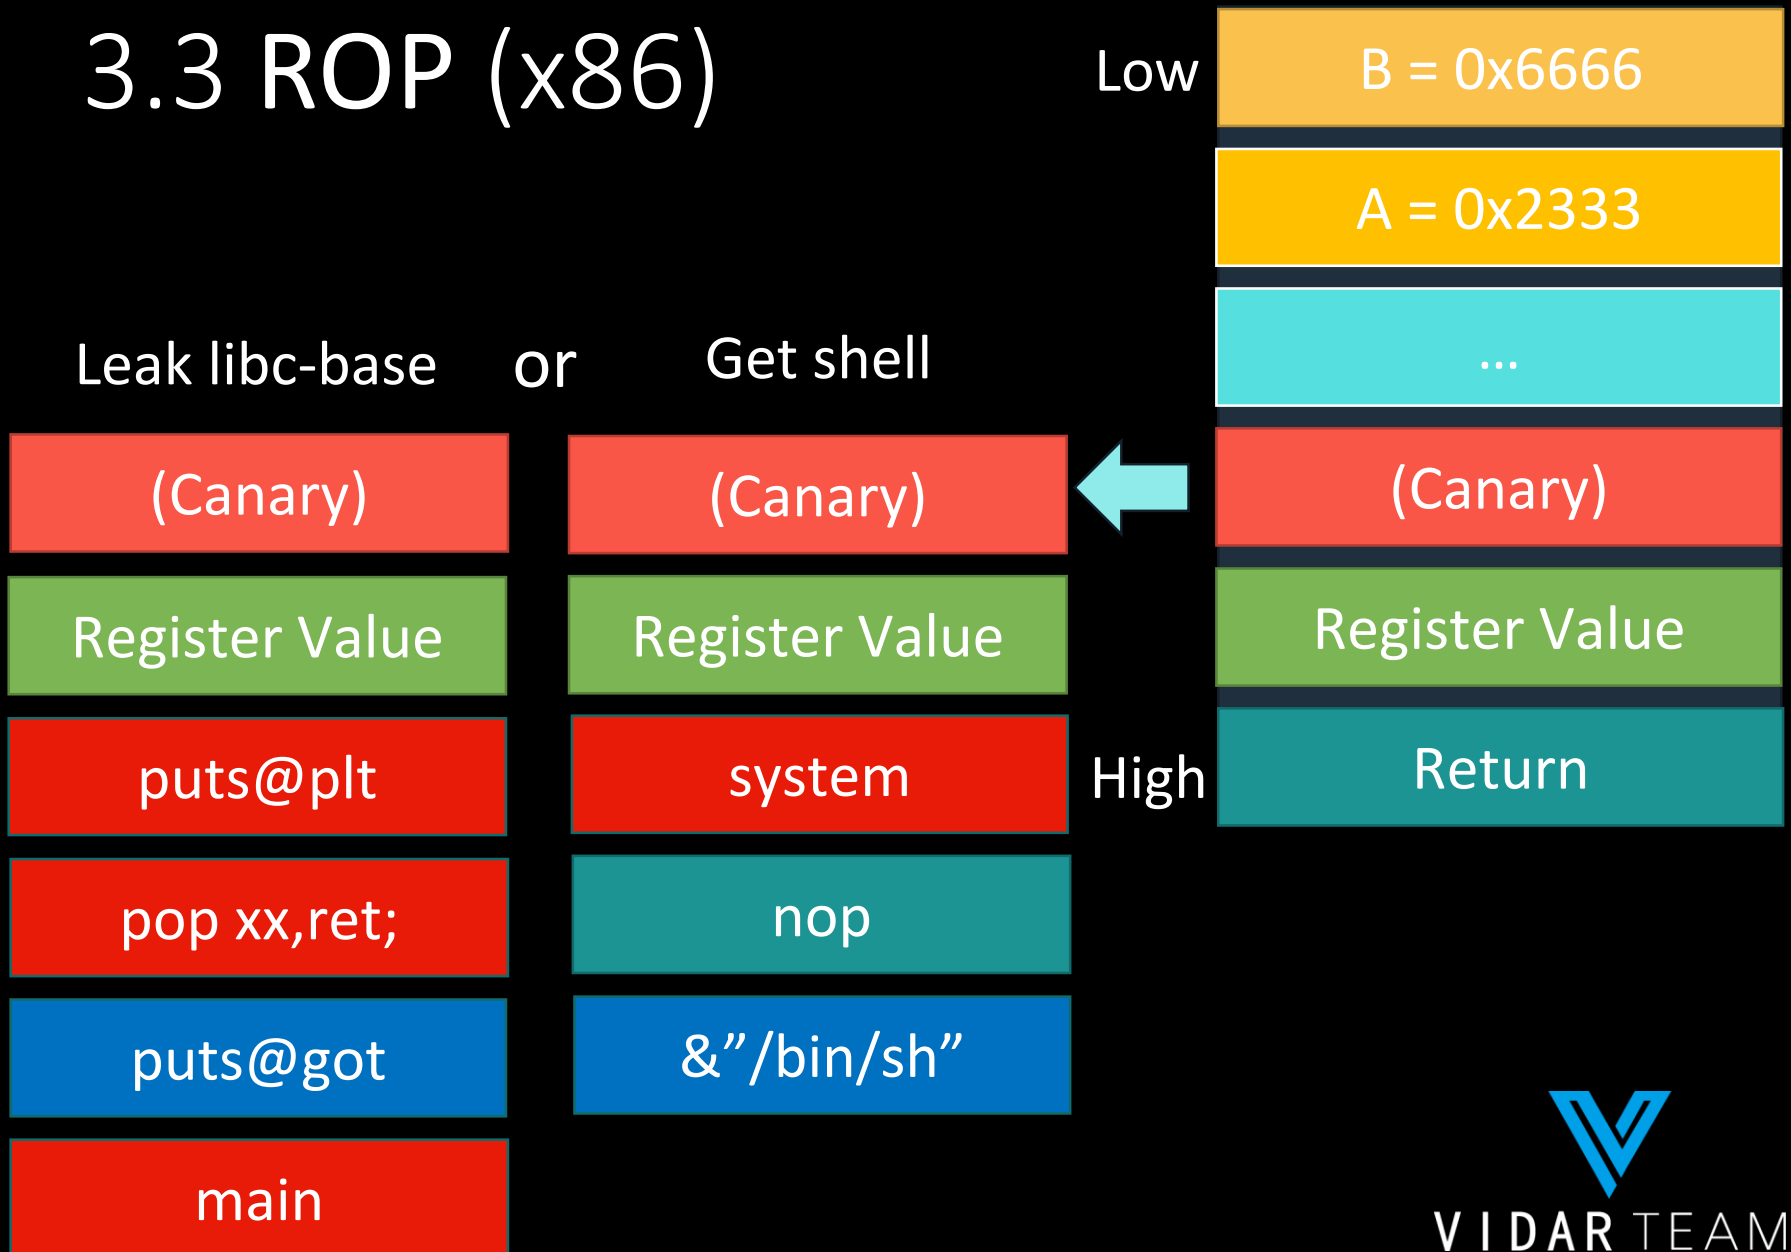 3.3 ROP (x86)
Low
B = 0x6666
A = 0x2333
...
(Canary)
Register Value
High
Return
Leak libc-base
or
Get shell
(Canary)
Register Value
puts@plt
pop xx,ret;
puts@got
main
(Canary)
Register Value
system
nop
&”/bin/sh”
VIDAR TEAM